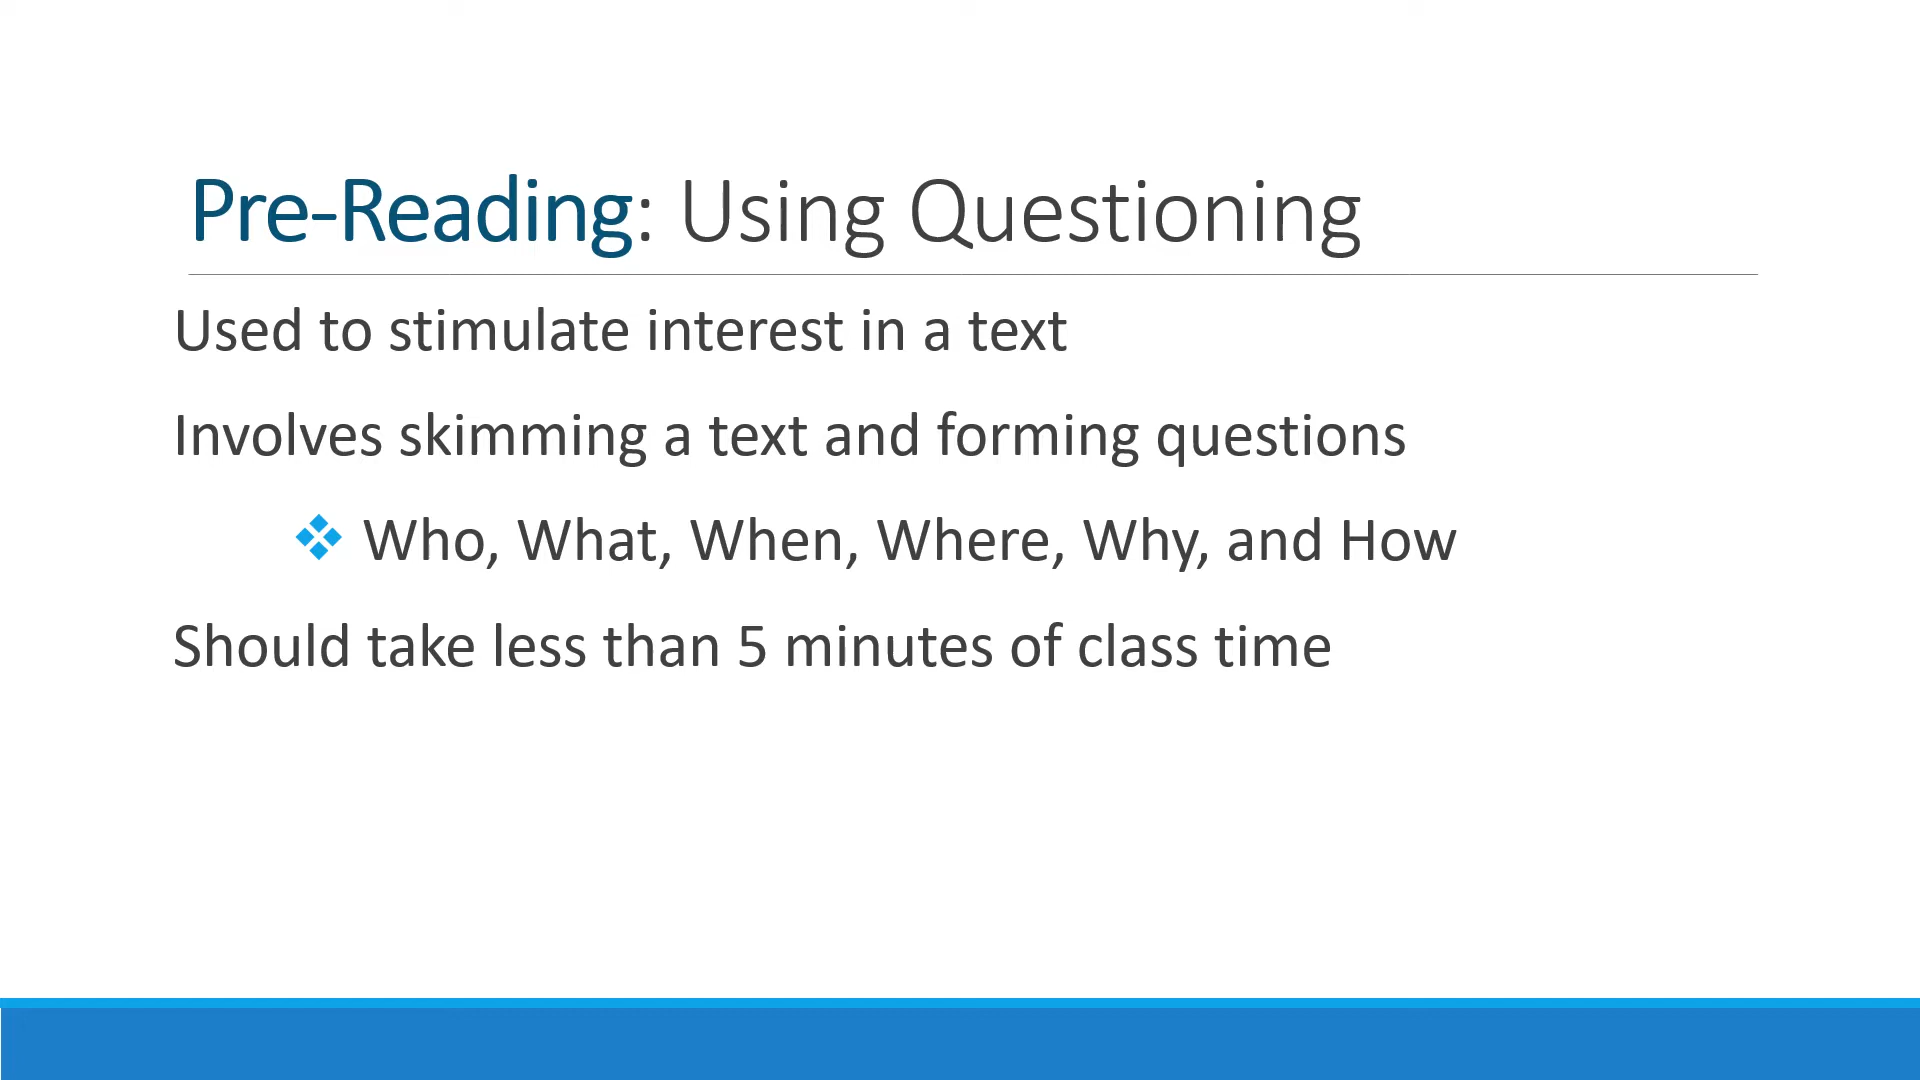 Pre-Reading: Using Questioning
Used to stimulate interest in a text
Involves skimming a text and forming questions
❖ Who, What, When, Where, Why, and How
Should take less than 5 minutes of class time